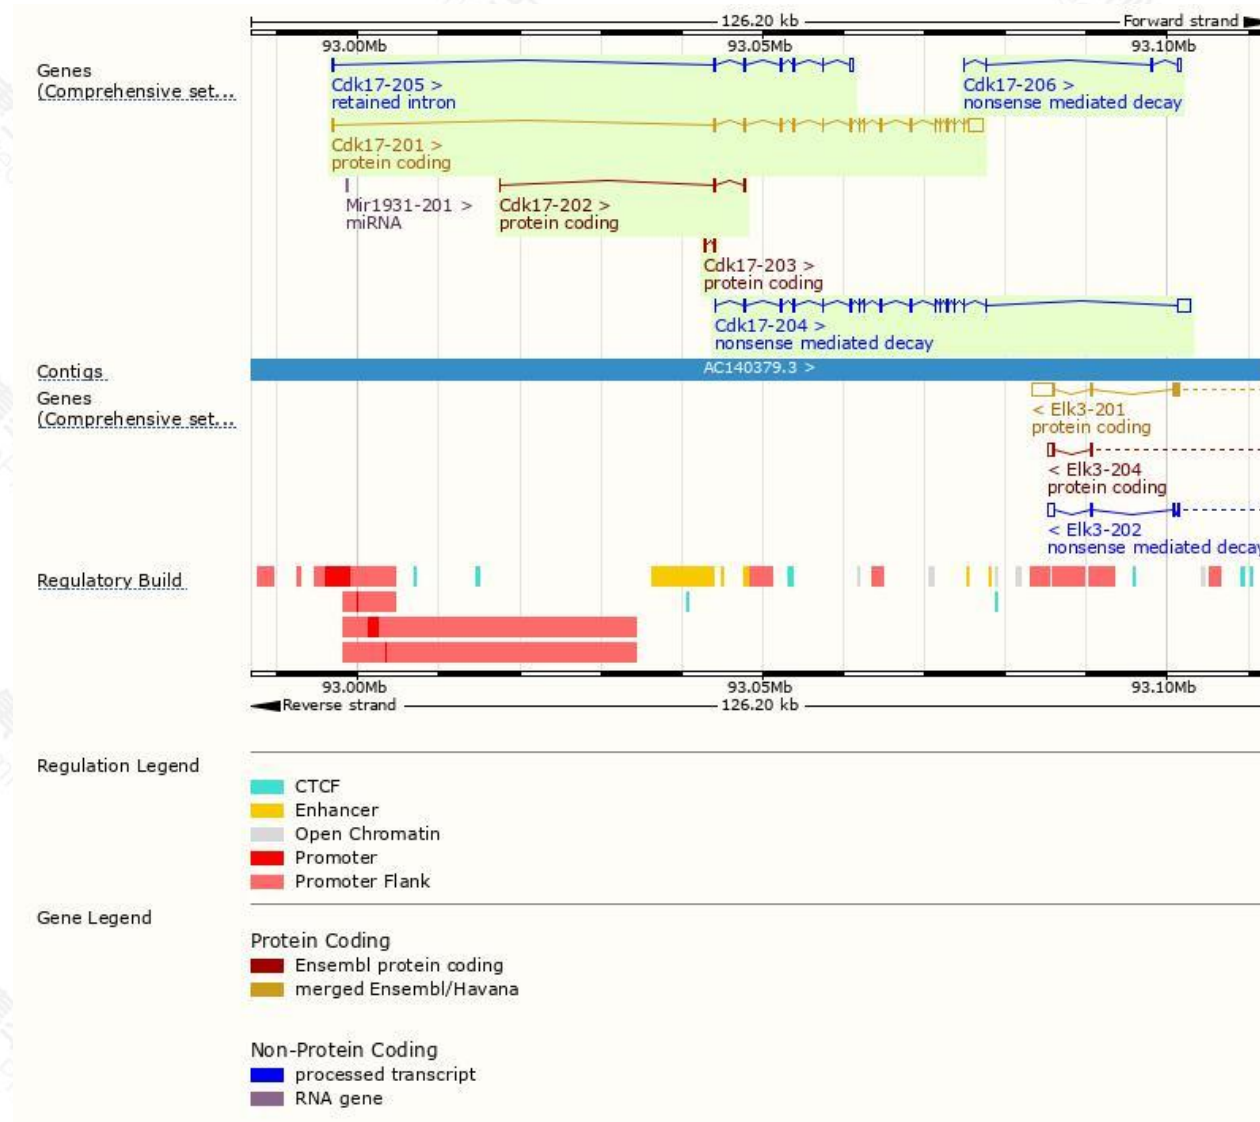 126.20 kb Forward strand
93.00Mb 93.05Mb 93.10Mb
Genes
(Comprehensive set...
Cdk17-205 >
retained intron
Cdk17-206 >
nonsense mediated decay
Cdk17-201 >
protein coding
Mir1931-201 >
miRNA
Cdk17-202 >
protein coding
Cdk17-203 >
protein coding
Cdk17-204 >
nonsense mediated decay
Contigs
AC140379.3 >
Genes
(Comprehensive set...
< Elk3-201
protein coding
< Elk3-204
protein coding
< Elk3-202
nonsense mediated decay
Regulatory Build
93.00Mb 93.05Mb 93.10Mb
Reverse strand 126.20 kb
Regulation Legend
CTCF
Enhancer
Open Chromatin
Promoter
Promoter Flank
Gene Legend
Protein Coding
Ensembl protein coding
merged Ensembl/Havana
Non-Protein Coding
processed transcript
RNA gene